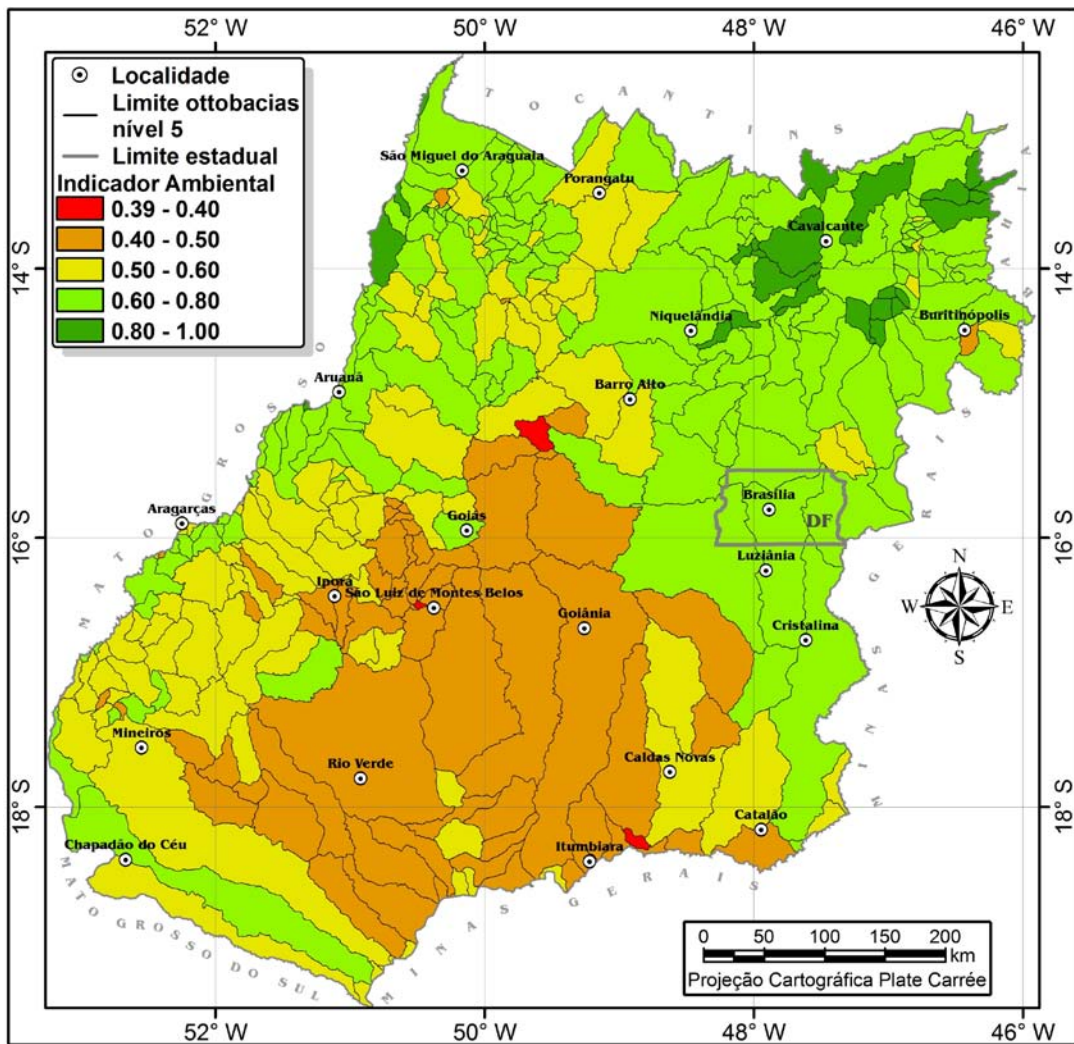 52° W 50° W 48° W 46° W
Localidade
Limite ottobacias
nível 5
Limite estadual
Indicador Ambiental
0.39 - 0.40
0.40 - 0.50
0.50 - 0.60
0.60 - 0.80
0.80 - 1.00
TOCANTINS
BAHIA
São Miguel do Araguaia
Porangatu
Cavalcante
14° S 14° S
Niquelândia
Buritinópolis
MATO GROSSO
Aruanã
Barro Alto
MINAS GERAIS
Brasília
DF
Aragarças
Goiás
16° S 16° S
Luziânia
Iporá
São Luiz de Montes Belos
Goiânia
Cristalina
N
W E
S
Mineiros
Rio Verde
Caldas Novas
18° S 18° S
Catalão
Chapadão do Céu
Itumbiara
MINAS GERAIS
MATO GROSSO DO SUL
0 50 100 150 200
km
Projeção Cartográfica Plate Carrée
52° W 50° W 48° W 46° W